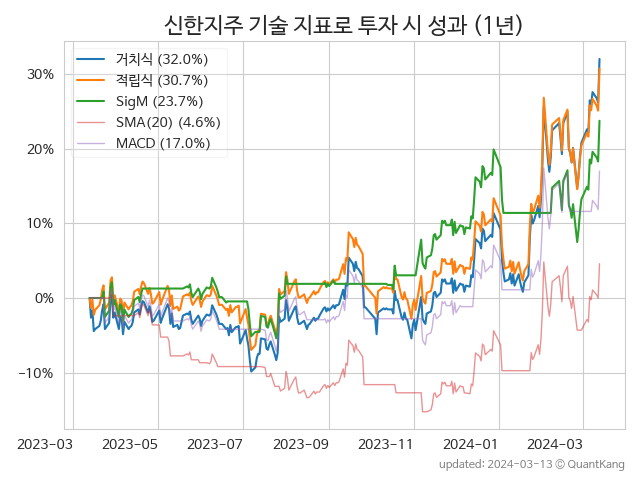 신한지주 기술 지표로 투자 시 성과 (1년)
거치식 (32.0%)
적립식 (30.7%)
SigM (23.7%)
SMA(20) (4.6%)
MACD (17.0%)
30%
20%
10%
0%
−10%
2023-03 2023-05 2023-07 2023-09 2023-11 2024-01 2024-03
updated: 2024-03-13 © QuantKang